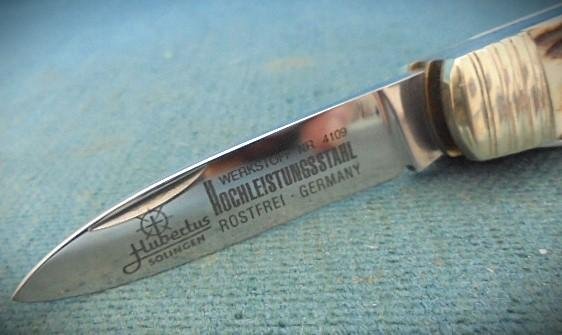 WERKSTOFF NR 4109
HOCHLEISTUNGSSTAHL
ROSTFREI - GERMANY
Hubertus
SOLINGEN